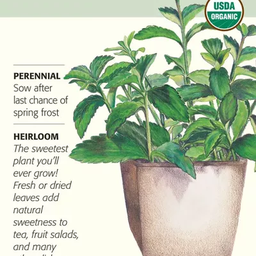 USDA
ORGANIC
PERENNIAL
Sow after
last chance of
spring frost
HEIRLOOM
The sweetest
plant you'll
ever grow!
Fresh or dried
leaves add
natural
sweetness to
tea, fruit salads,
and many